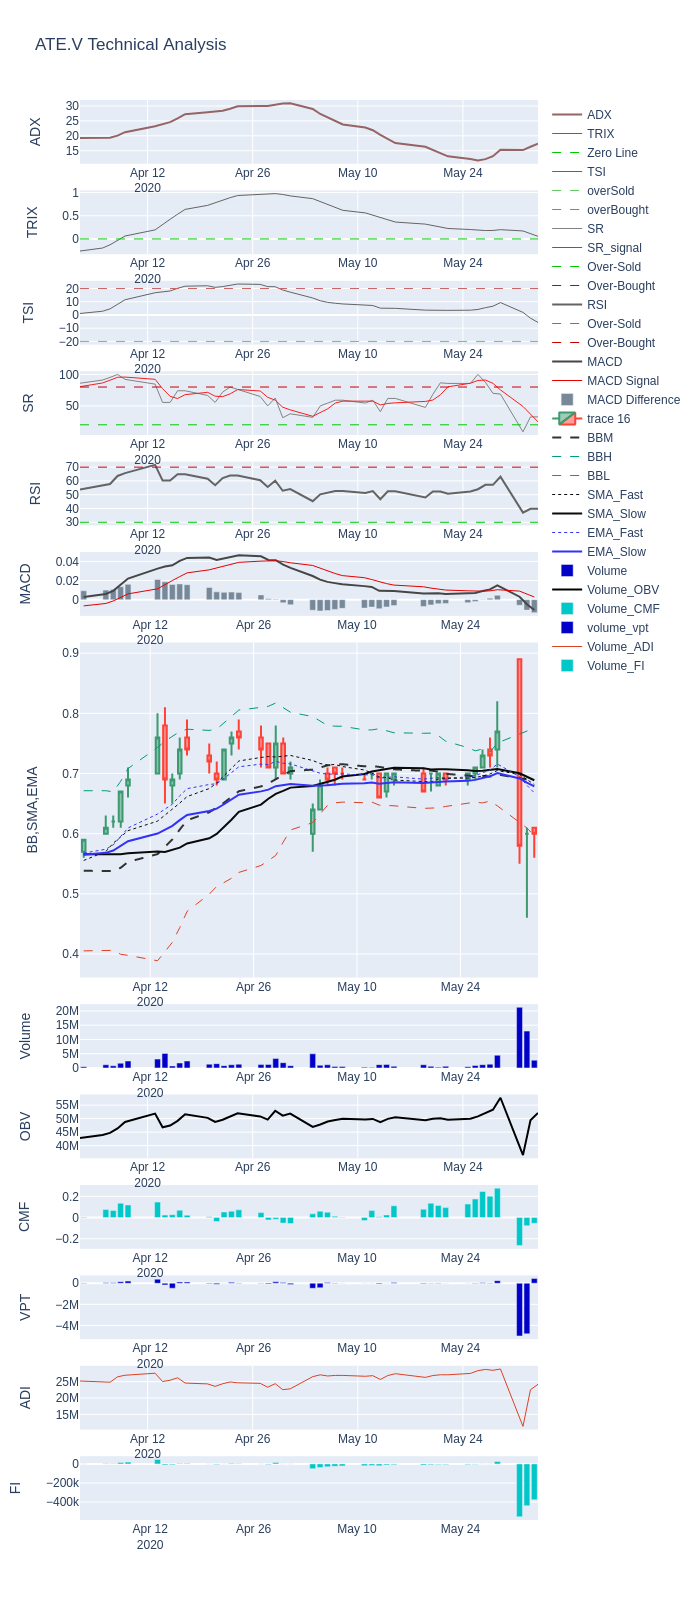 ATE.V Technical Analysis
ADX
30
25
20
15
Apr 12
2020
Apr 26
May 10
May 24
TRIX
1
0.5
0
Apr 12
2020
Apr 26
May 10
May 24
TSI
20
10
0
−10
−20
Apr 12
2020
Apr 26
May 10
May 24
SR
100
50
Apr 12
2020
Apr 26
May 10
May 24
RSI
70
60
50
40
30
Apr 12
2020
Apr 26
May 10
May 24
MACD
0.04
0.02
0
Apr 12
2020
Apr 26
May 10
May 24
BB,SMA,EMA
0.9
0.8
0.7
0.6
0.5
0.4
Apr 12
2020
Apr 26
May 10
May 24
Volume
20M
15M
10M
5M
0
Apr 12
2020
Apr 26
May 10
May 24
OBV
55M
50M
45M
40M
Apr 12
2020
Apr 26
May 10
May 24
CMF
0.2
0
−0.2
Apr 12
2020
Apr 26
May 10
May 24
VPT
0
−2M
−4M
Apr 12
2020
Apr 26
May 10
May 24
ADI
25M
20M
15M
Apr 12
2020
Apr 26
May 10
May 24
FI
0
−200k
−400k
Apr 12
2020
Apr 26
May 10
May 24
ADX
TRIX
Zero Line
TSI
overSold
overBought
SR
SR_signal
Over-Sold
Over-Bought
RSI
Over-Sold
Over-Bought
MACD
MACD Signal
MACD Difference
trace 16
BBM
BBH
BBL
SMA_Fast
SMA_Slow
EMA_Fast
EMA_Slow
Volume
Volume_OBV
Volume_CMF
volume_vpt
Volume_ADI
Volume_FI